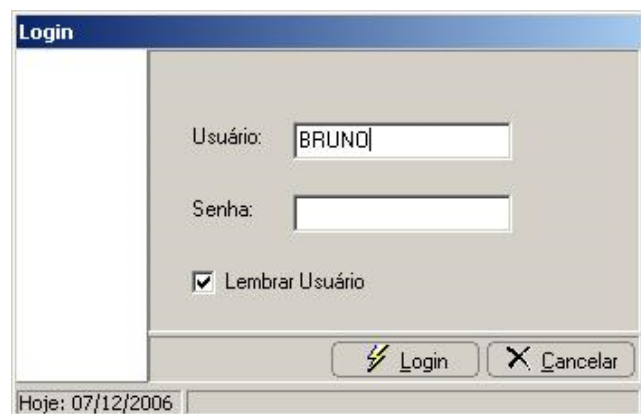 Login
Usuário: BRUNO
Senha:
Lembrar Usuário
Login Cancelar
Hoje: 07/12/2006